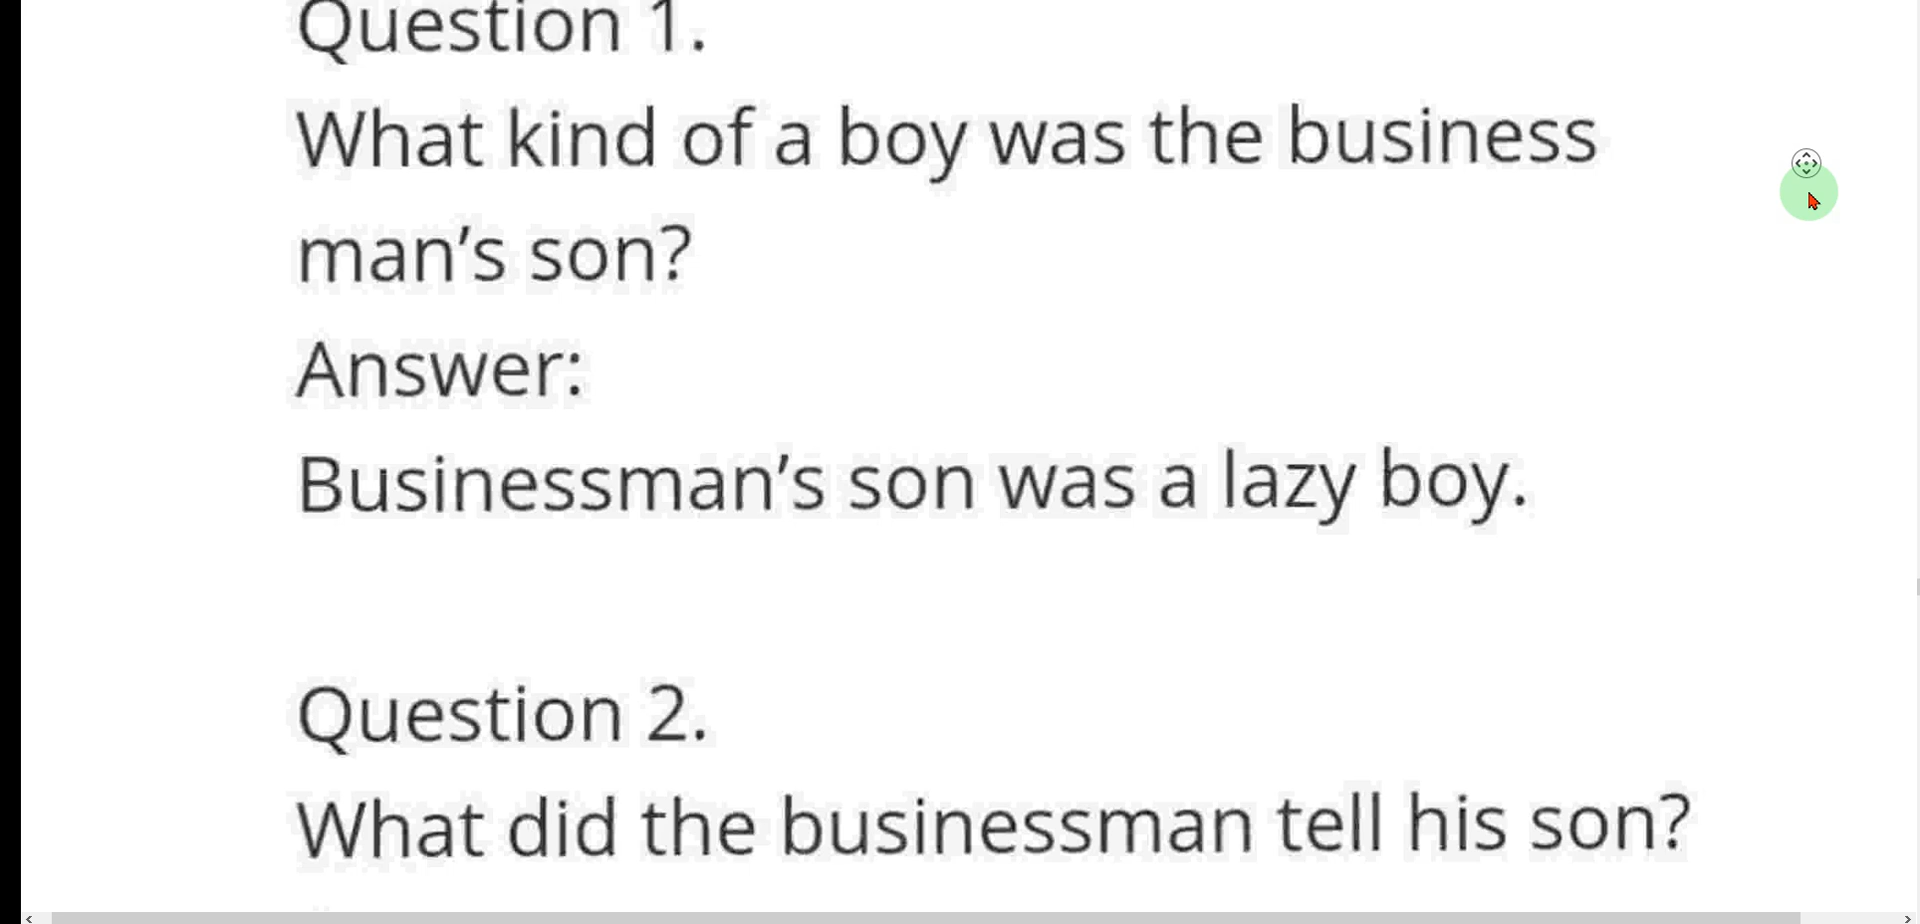 Question 1.
What kind of a boy was the business
man’s son?
Answer:
Businessman’s son was a lazy boy.
Question 2.
What did the businessman tell his son?